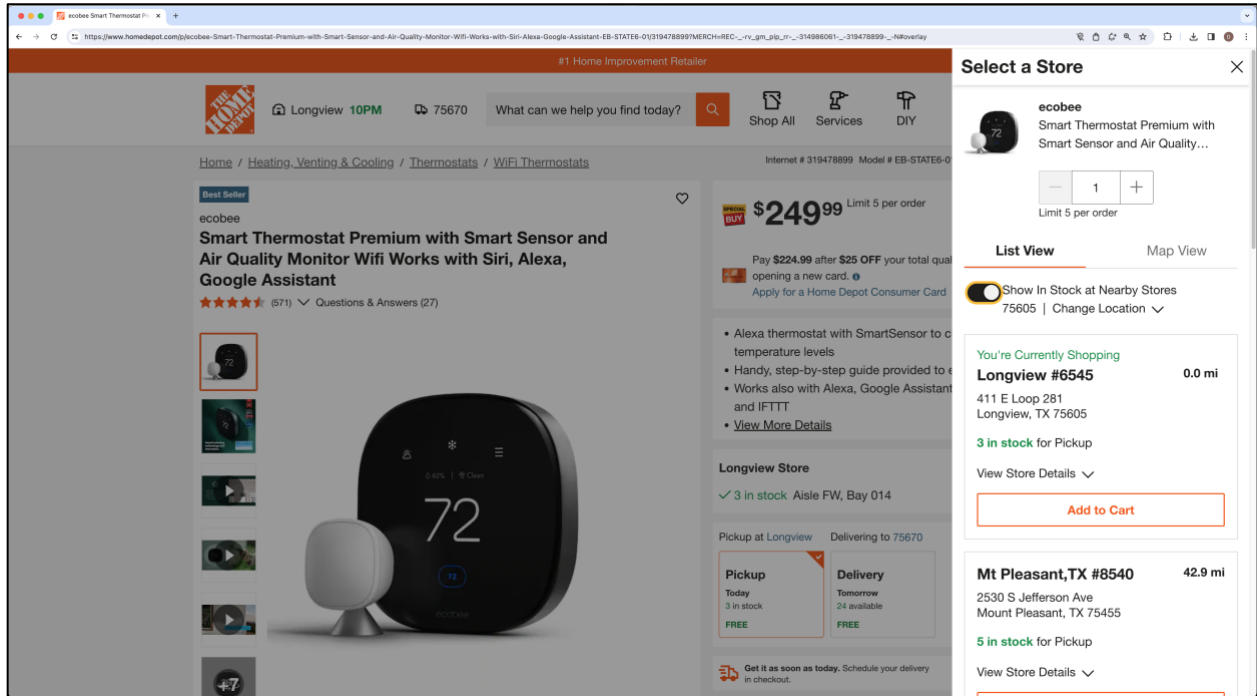 ecobee Smart Thermostat Pr
https://www.homedepot.com/p/ecobee-Smart-Thermostat-Premium-with-Smart-Sensor-and-Air-Quality-Monitor-Wifi-Works-with-Siri-Alexa-Google-Assistant-EB-STATE6-01/319478899?MERCH=REC-_-rv_gm_pip_rr-_-314986061-_-319478899-_-N#overlay
#1 Home Improvement Retailer
THE HOME DEPOT
Longview 10PM
75670
What can we help you find today?
Shop All
Services
DIY
Home / Heating, Venting & Cooling / Thermostats / WiFi Thermostats
Internet # 319478899 Model # EB-STATE6-0
Best Seller
ecobee
Smart Thermostat Premium with Smart Sensor and
Air Quality Monitor Wifi Works with Siri, Alexa,
Google Assistant
(571) Questions & Answers (27)
72
+7
62% | Clean
72
72
ecobee
SPECIAL BUY
$249 99 Limit 5 per order
Pay $224.99 after $25 OFF your total qual
opening a new card.
Apply for a Home Depot Consumer Card
• Alexa thermostat with SmartSensor to c
temperature levels
• Handy, step-by-step guide provided to e
• Works also with Alexa, Google Assistant
and IFTTT
• View More Details
Longview Store
3 in stock Aisle FW, Bay 014
Pickup at Longview Delivering to 75670
Pickup
Today
3 in stock
FREE
Delivery
Tomorrow
24 available
FREE
Get it as soon as today. Schedule your delivery
in checkout.
Select a Store
72
ecobee
Smart Thermostat Premium with
Smart Sensor and Air Quality...
1
Limit 5 per order
List View
Map View
Show In Stock at Nearby Stores
75605 | Change Location
You're Currently Shopping
Longview #6545 0.0 mi
411 E Loop 281
Longview, TX 75605
3 in stock for Pickup
View Store Details
Add to Cart
Mt Pleasant,TX #8540 42.9 mi
2530 S Jefferson Ave
Mount Pleasant, TX 75455
5 in stock for Pickup
View Store Details